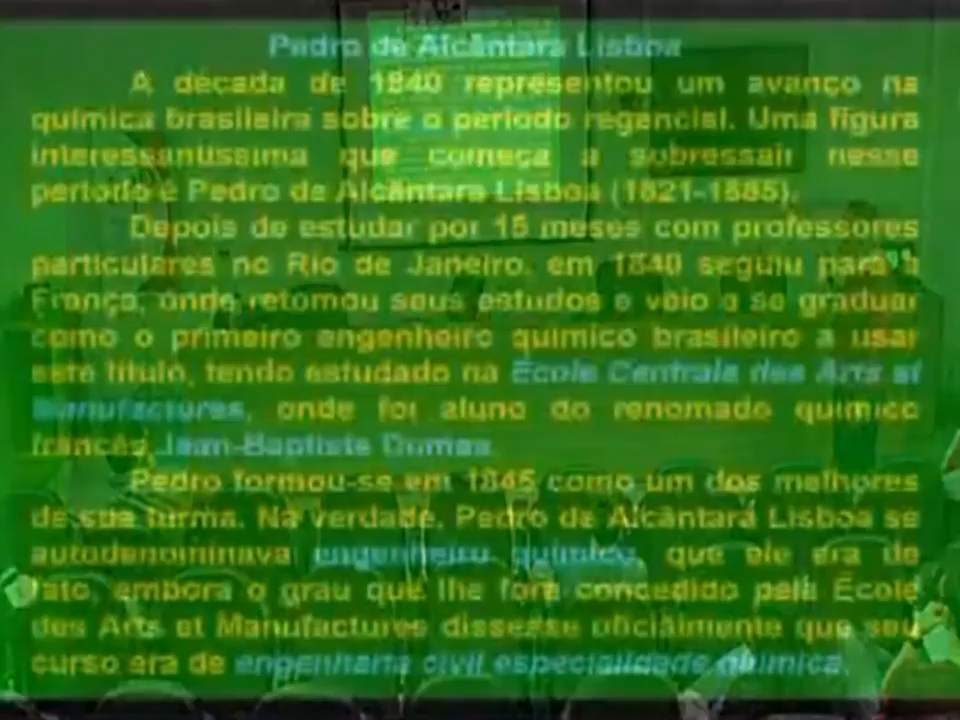 Pedro de Alcântara Lisboa
A década de 1840 representou um avanço na
química brasileira sobre o período regencial. Uma figura
interessantíssima que começa a sobressair nesse
período é Pedro de Alcântara Lisboa (1821-1885).
Depois de estudar por 15 meses com professores
particulares no Rio de Janeiro, em 1840 seguiu para a
França, onde retomou seus estudos e veio a se graduar
como o primeiro engenheiro químico brasileiro a usar
este título, tendo estudado na Ecole Centrale des Arts et
Manufactures, onde foi aluno do renomado químico
francês Jean-Baptiste Dumas.
Pedro formou-se em 1845 como um dos melhores
de sua turma. Na verdade, Pedro de Alcântara Lisboa se
autodenominava engenheiro químico, que ele era de
fato, embora o grau que lhe fora concedido pela Ecole
des Arts et Manufactures dissesse oficialmente que seu
curso era de engenharia civil especialidade química.